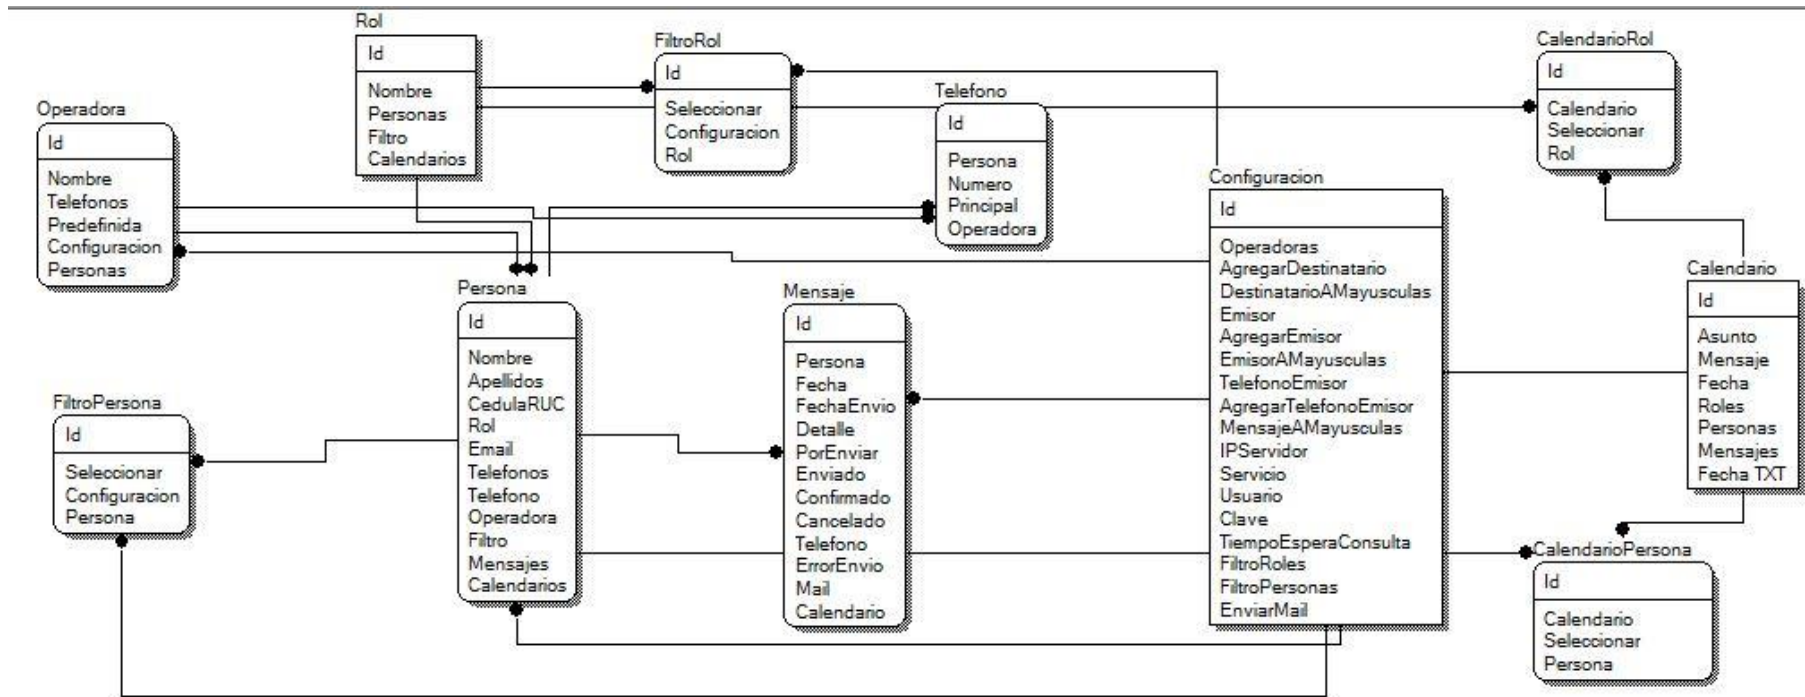 Rol
Id
Nombre
Personas
Filtro
Calendarios
FiltroRol
Id
Seleccionar
Configuracion
Rol
CalendarioRol
Id
Calendario
Seleccionar
Rol
Operadora
Id
Nombre
Telefonos
Predefinida
Configuracion
Personas
Telefono
Id
Persona
Numero
Principal
Operadora
Configuracion
Id
Operadoras
AgregarDestinatario
DestinatarioAMayusculas
Emisor
AgregarEmisor
EmisorAMayusculas
TelefonoEmisor
AgregarTelefonoEmisor
MensajeAMayusculas
IPServidor
Servicio
Usuario
Clave
TiempoEsperaConsulta
FiltroRoles
FiltroPersonas
EnviarMail
Calendario
Id
Asunto
Mensaje
Fecha
Roles
Personas
Mensajes
Fecha TXT
Persona
Id
Nombre
Apellidos
CedulaRUC
Rol
Email
Telefonos
Telefono
Operadora
Filtro
Mensajes
Calendarios
Mensaje
Id
Persona
Fecha
FechaEnvio
Detalle
PorEnviar
Enviado
Confirmado
Cancelado
Telefono
ErrorEnvio
Mail
Calendario
FiltroPersona
Id
Seleccionar
Configuracion
Persona
CalendarioPersona
Id
Calendario
Seleccionar
Persona